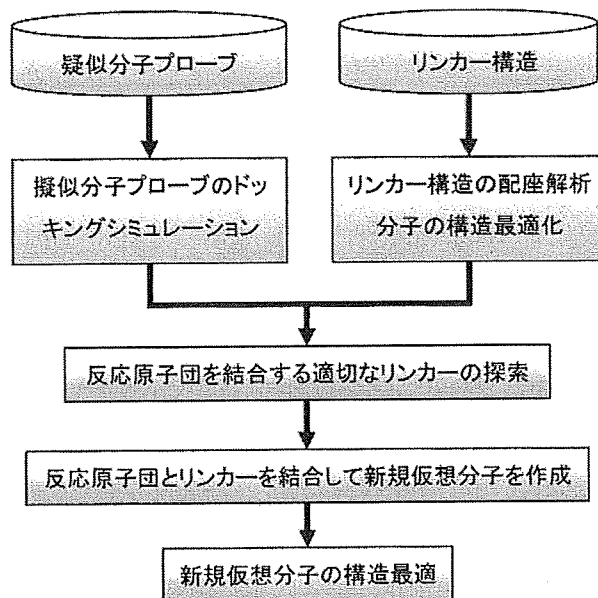 疑似分子プローブ
リンカー構造
擬似分子プローブのドッ
キングシミュレーション
リンカー構造の配座解析
分子の構造最適化
反応原子団を結合する適切なリンカーの探索
反応原子団とリンカーを結合して新規仮想分子を作成
新規仮想分子の構造最適